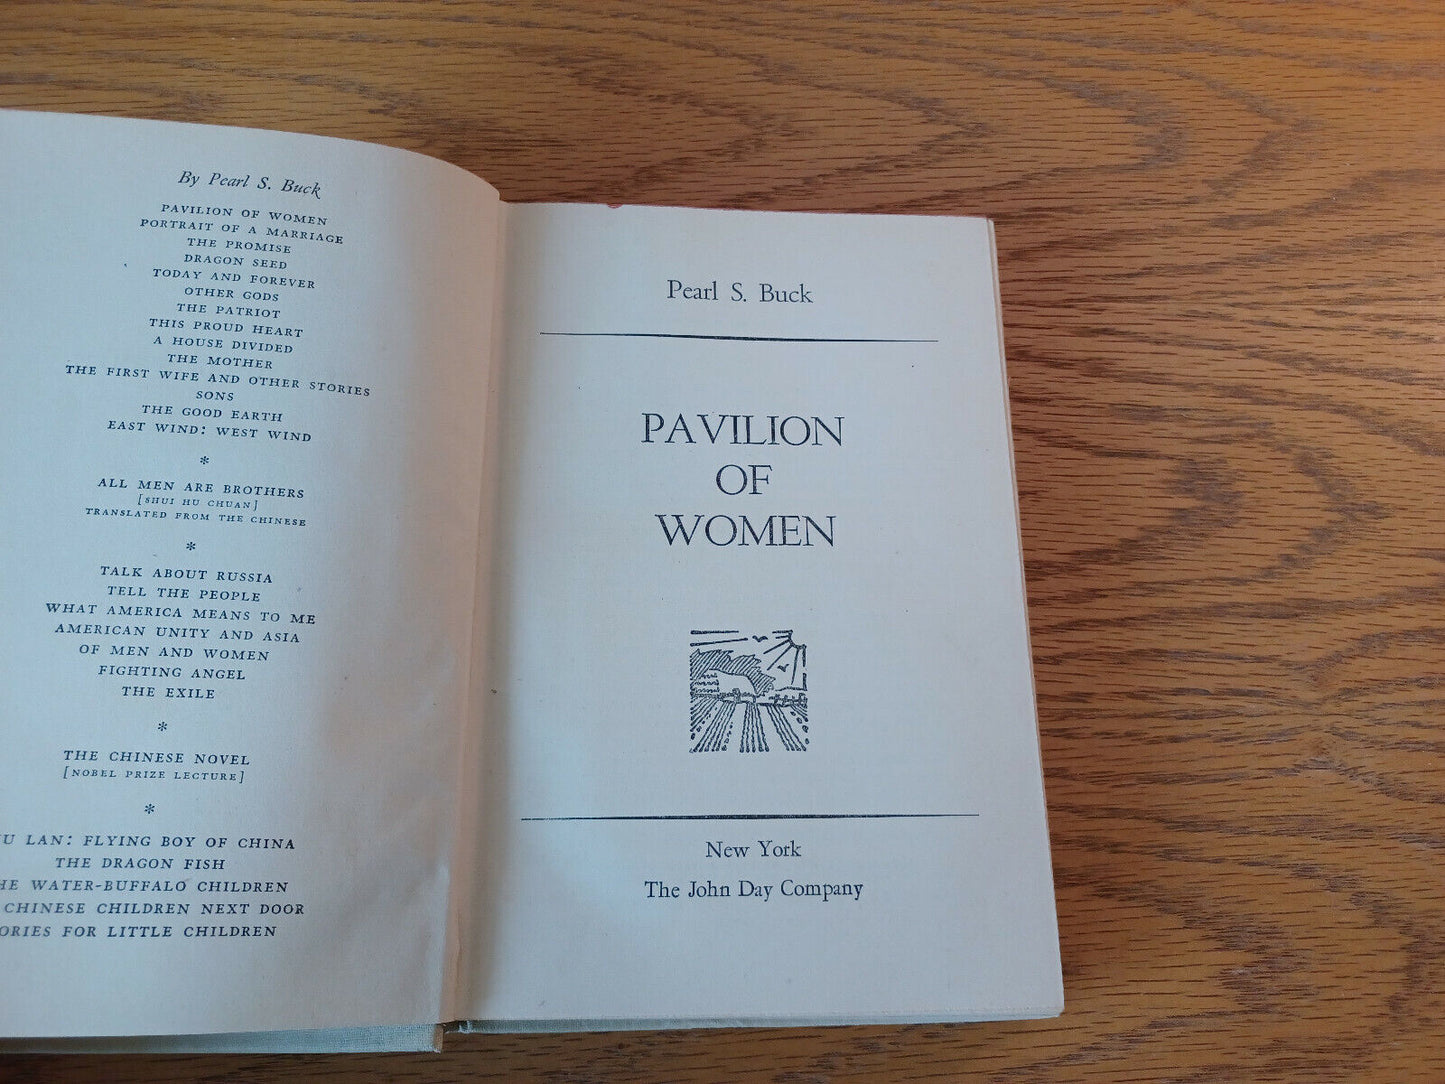 By Pearl S. Buck
PAVILION OF WOMEN
PORTRAIT OF A MARRIAGE
THE PROMISE
DRAGON SEED
TODAY AND FOREVER
OTHER GODS
THE PATRIOT
THIS PROUD HEART
A HOUSE DIVIDED
THE MOTHER
THE FIRST WIFE AND OTHER STORIES
SONS
THE GOOD EARTH
EAST WIND: WEST WIND
*
ALL MEN ARE BROTHERS
[SHUI HU CHUAN]
TRANSLATED FROM THE CHINESE
*
TALK ABOUT RUSSIA
TELL THE PEOPLE
WHAT AMERICA MEANS TO ME
AMERICAN UNITY AND ASIA
OF MEN AND WOMEN
FIGHTING ANGEL
THE EXILE
*
THE CHINESE NOVEL
[NOBEL PRIZE LECTURE]
*
LAN: FLYING BOY OF CHINA
THE DRAGON FISH
WATER-BUFFALO CHILDREN
CHINESE CHILDREN NEXT DOOR
FOR LITTLE CHILDREN
Pearl S. Buck
PAVILION
OF
WOMEN
New York
The John Day Company